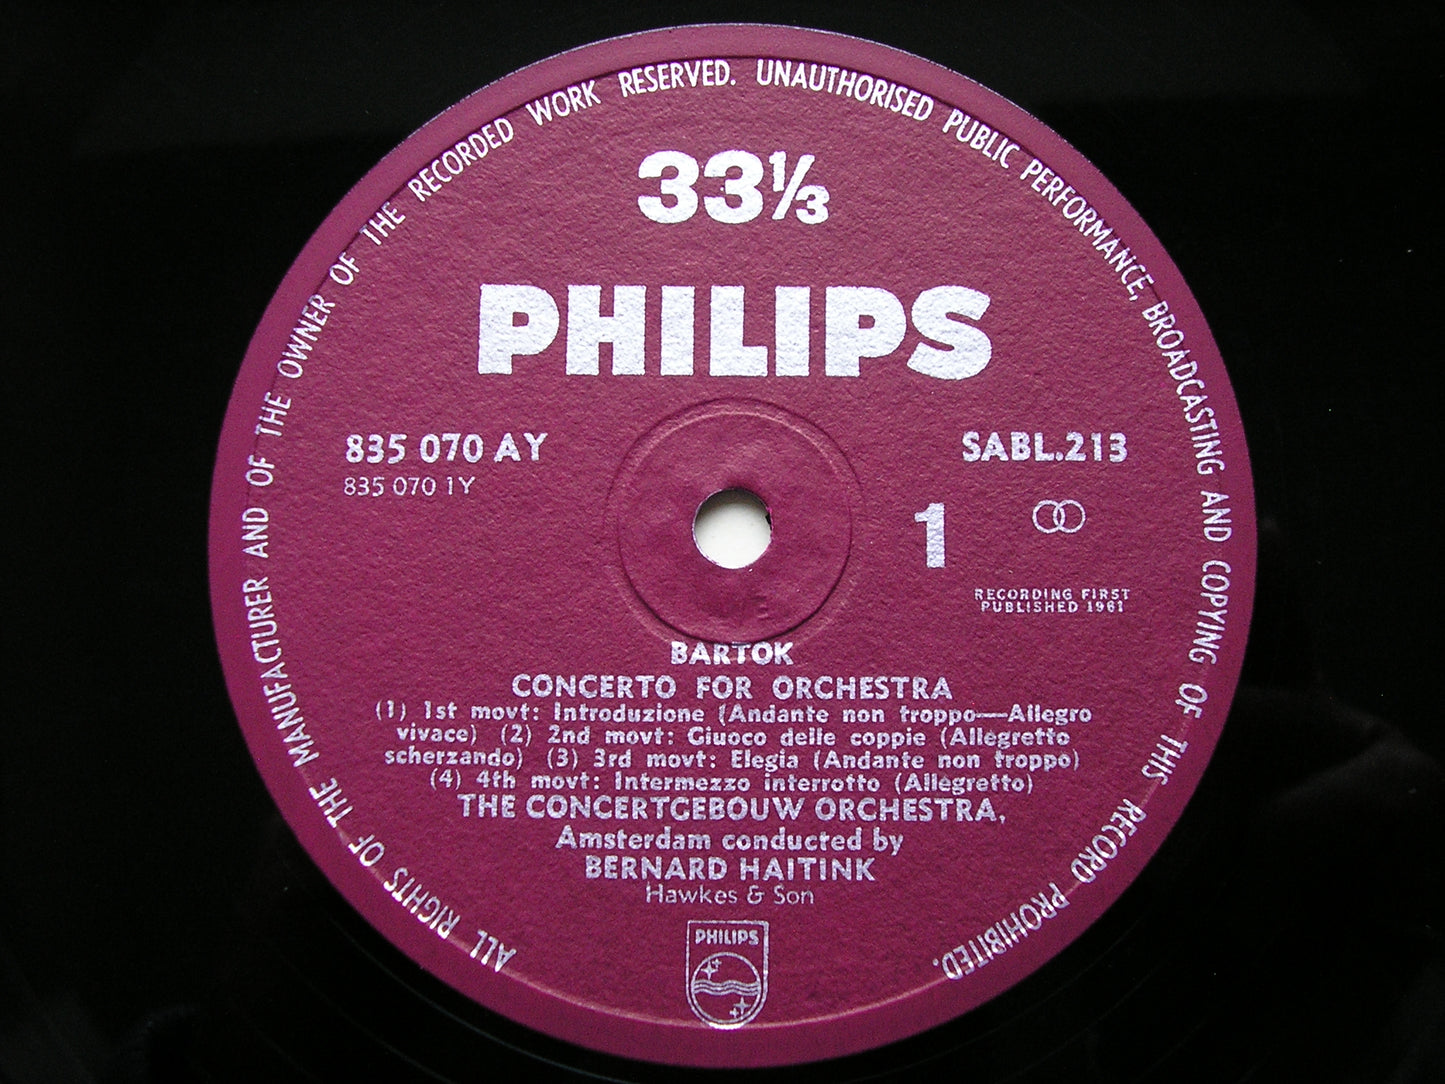 ALL RIGHTS OF THE MANUFACTURER AND OF THE OWNER OF THE RECORDED WORK RESERVED. UNAUTHORISED PUBLIC PERFORMANCE, BROADCASTING AND COPYING OF THIS RECORD PROHIBITED.
33⅓
PHILIPS
835 070 AY
835 070 1Y
SABL.213
1
RECORDING FIRST
PUBLISHED 1961
BARTOK
CONCERTO FOR ORCHESTRA
(1) 1st movt: Introduzione (Andante non troppo—Allegro
vivace) (2) 2nd movt: Giuoco delle coppie (Allegretto
scherzando) (3) 3rd movt: Elegia (Andante non troppo)
(4) 4th movt: Intermezzo interrotto (Allegretto)
THE CONCERTGEBOUW ORCHESTRA,
Amsterdam conducted by
BERNARD HAITINK
Hawkes & Son
PHILIPS